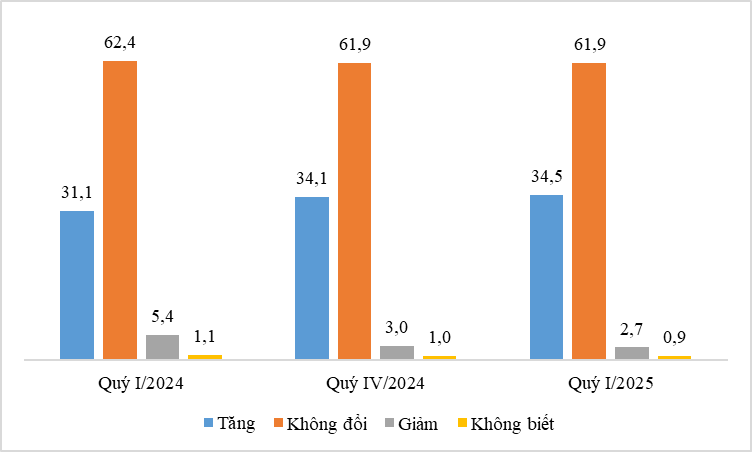 62,4
61,9
61,9
31,1
34,1
34,5
5,4
1,1
3,0
1,0
2,7
0,9
Quý I/2024
Quý IV/2024
Quý I/2025
Tăng
Không đổi
Giảm
Không biết